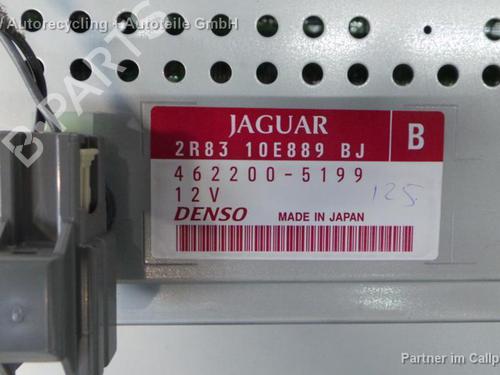 / Autorecycling - Autoteile GmbH
B-PARTS
JAGUAR
B
2R83 10E889 BJ
462200-5199
12V
125
DENSO
MADE IN JAPAN
Partner im Callp